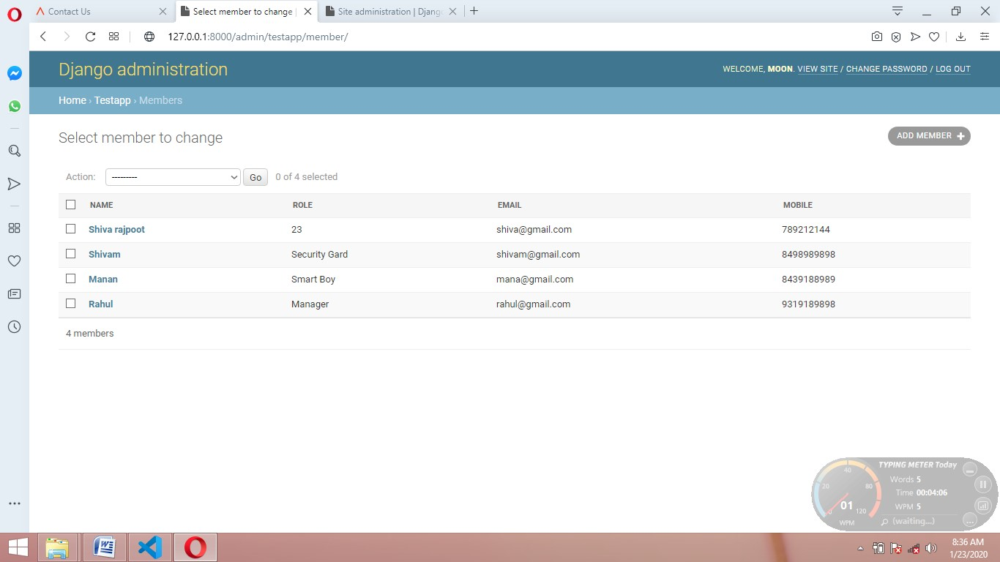 Contact Us
Select member to change
Site administration | Djang
127.0.0.1:8000/admin/testapp/member/
Django administration
WELCOME, MOON. VIEW SITE / CHANGE PASSWORD / LOG OUT
Home › Testapp › Members
Select member to change
ADD MEMBER +
Action: --------- Go 0 of 4 selected
NAME ROLE EMAIL MOBILE
Shiva rajpoot 23 shiva@gmail.com 789212144
Shivam Security Gard shivam@gmail.com 8498989898
Manan Smart Boy mana@gmail.com 8439188989
Rahul Manager rahul@gmail.com 9319189898
4 members
TYPING METER Today
Words 5
Time 00:04:06
WPM 5
(waiting...)
0 20 40 80 120
01
WPM
8:36 AM
1/23/2020